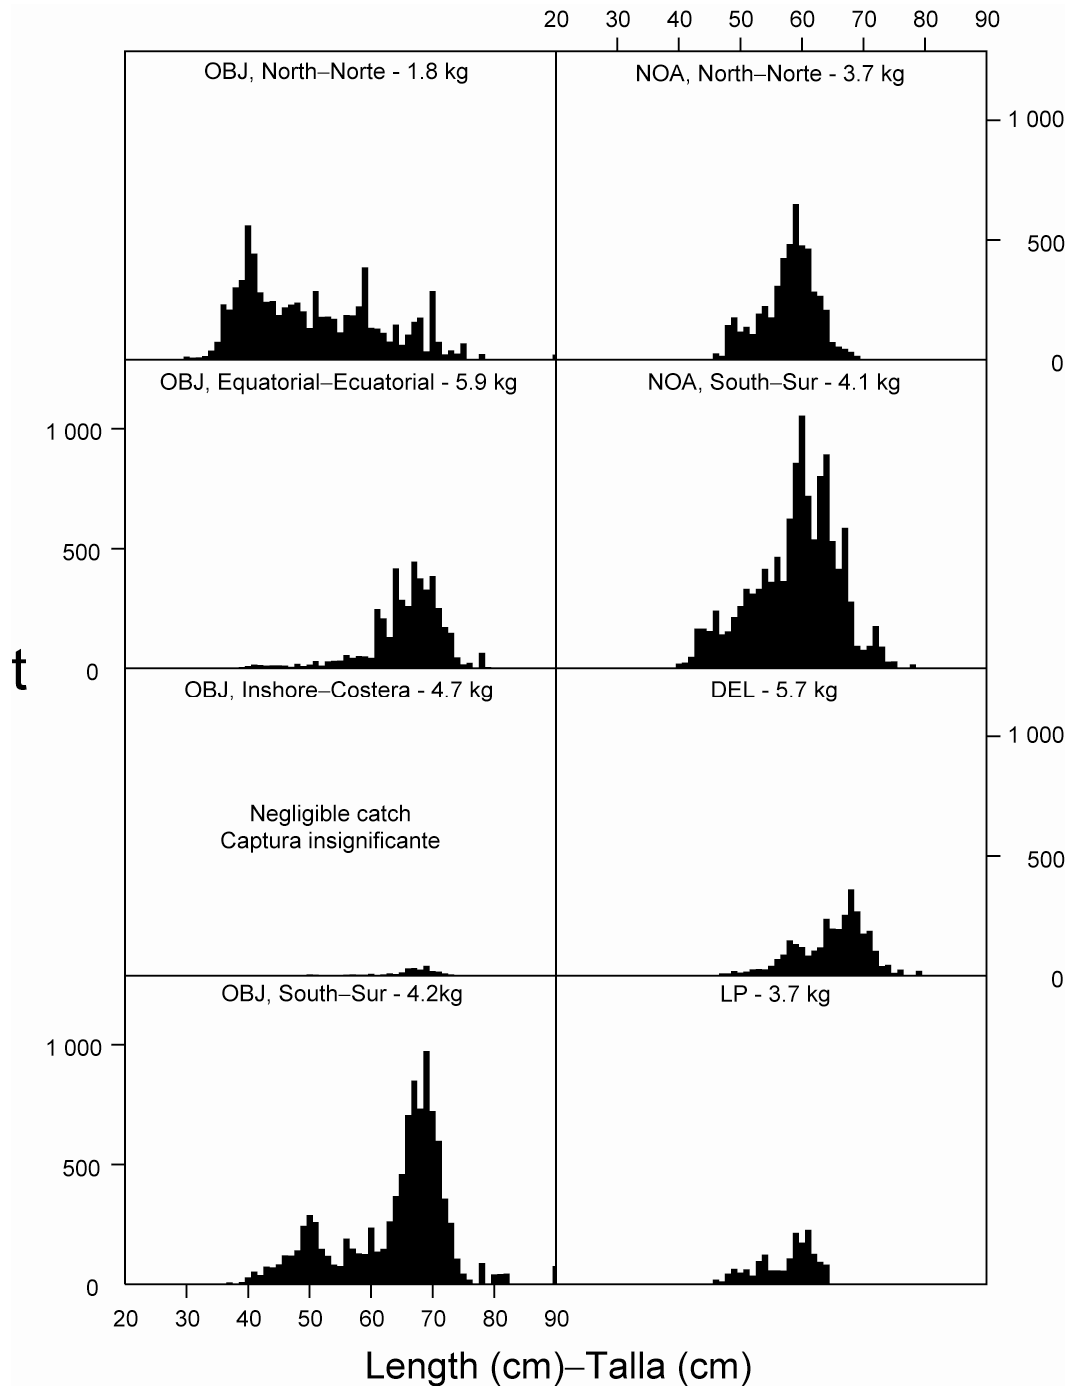 20 30 40 50 60 70 80 90
OBJ, North–Norte - 1.8 kg
NOA, North–Norte - 3.7 kg
1 000
500
0
OBJ, Equatorial–Ecuatorial - 5.9 kg
NOA, South–Sur - 4.1 kg
1 000
500
0
t
OBJ, Inshore–Costera - 4.7 kg
DEL - 5.7 kg
1 000
Negligible catch
Captura insignificante
500
0
OBJ, South–Sur - 4.2kg
LP - 3.7 kg
1 000
500
0
20 30 40 50 60 70 80 90
Length (cm)–Talla (cm)